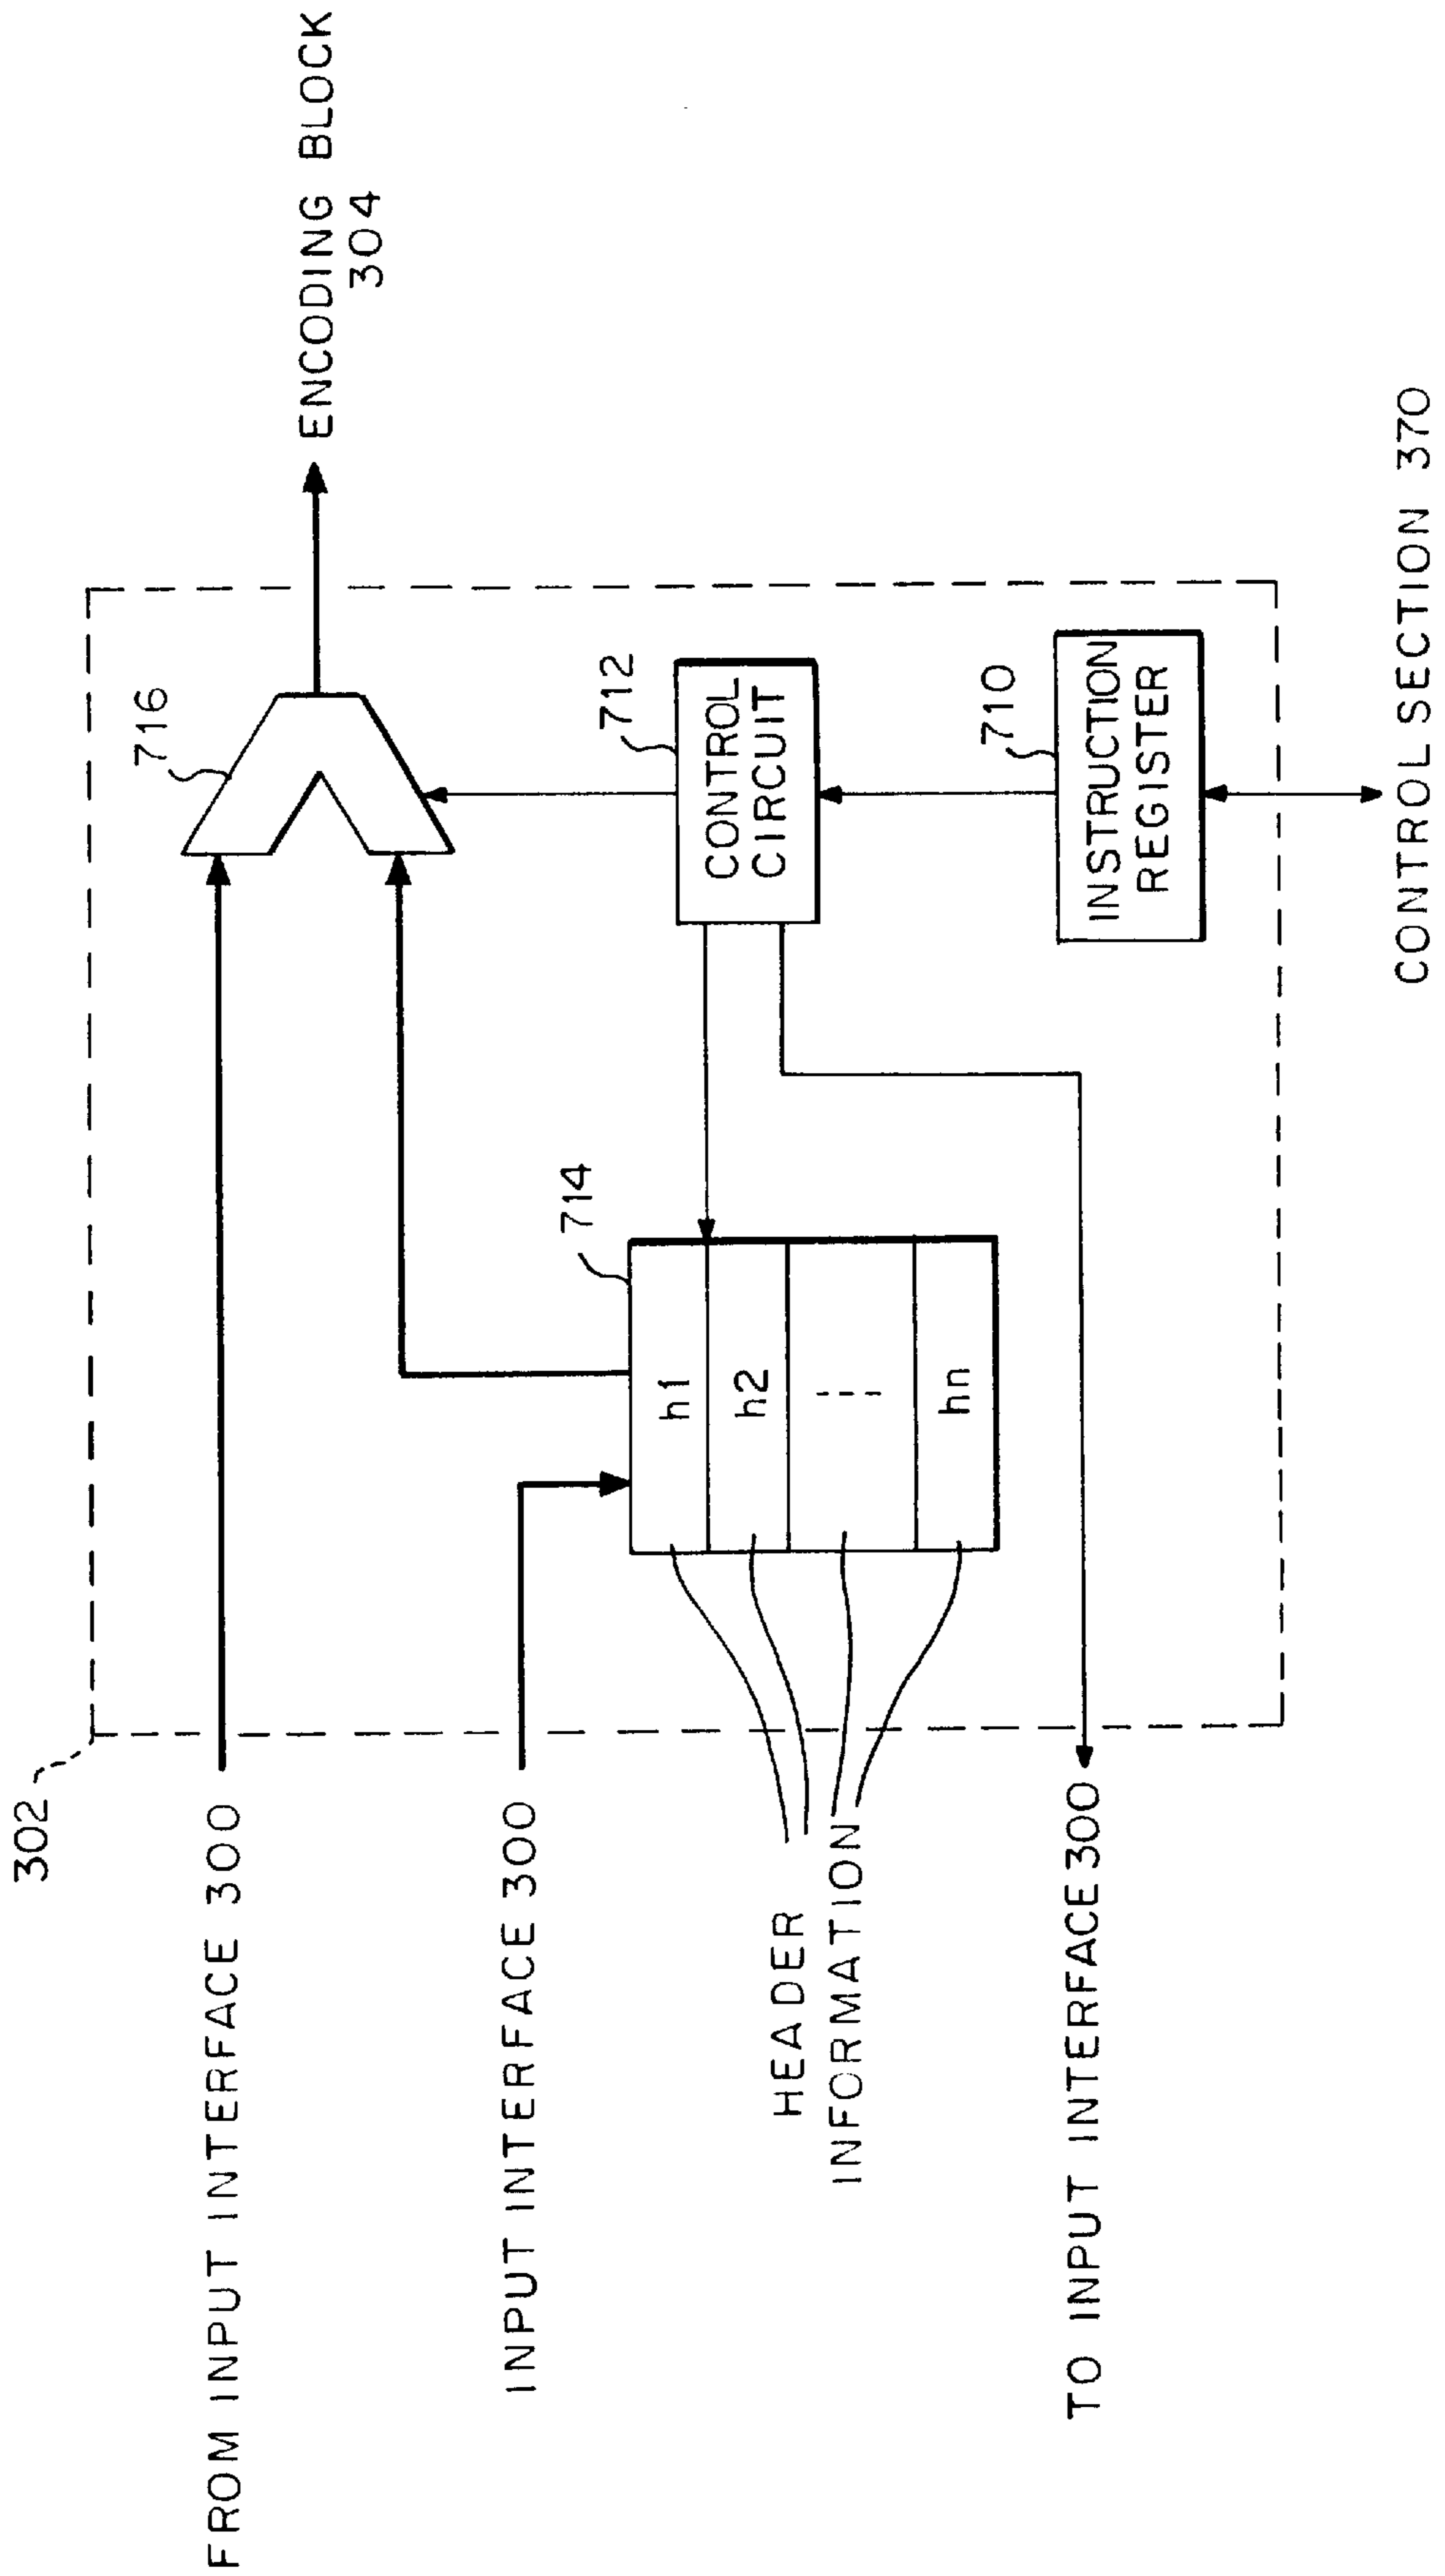 302
FROM INPUT INTERFACE 300
716
ENCODING BLOCK
304
INPUT INTERFACE 300
714
712
CONTROL
CIRCUIT
h1
h2
hn
HEADER
INFORMATION
710
INSTRUCTION
REGISTER
TO INPUT INTERFACE 300
CONTROL SECTION 370